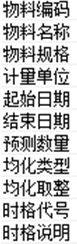 物料编码
物料名称
物料规格
计量单位
起始日期
结束日期
预测数量
均化类型
均化取整
时格代号
时格说明